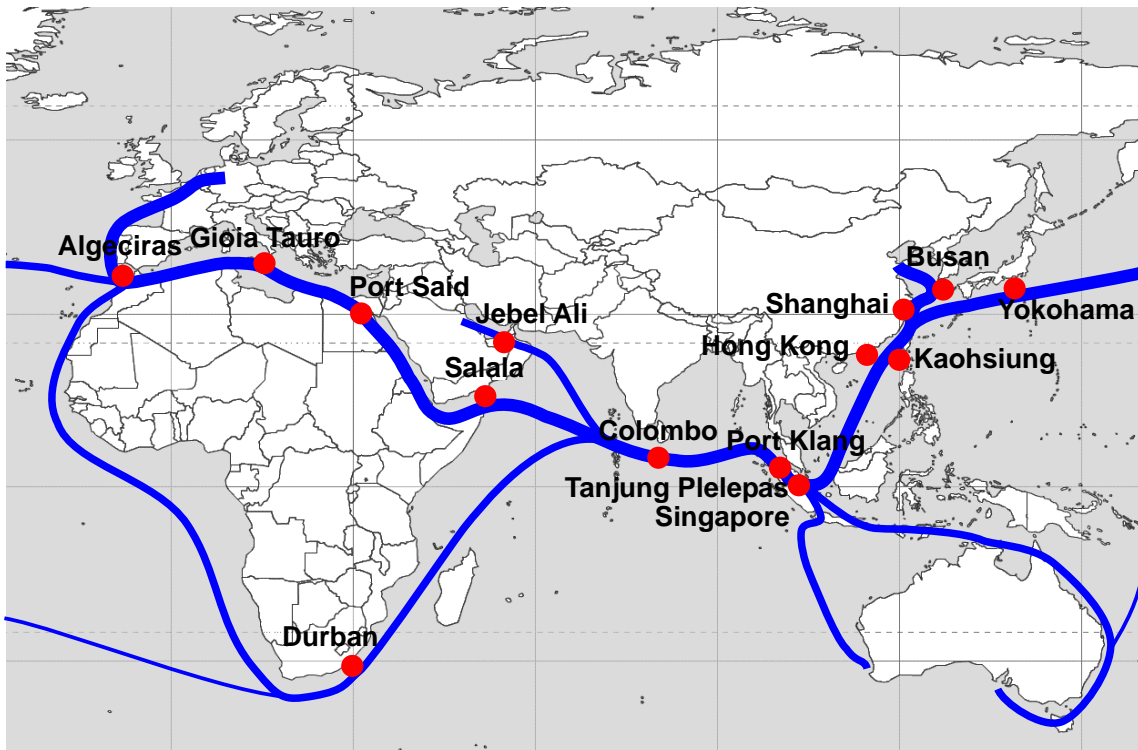 Algeciras
Gioia Tauro
Port Said
Jebel Ali
Salala
Busan
Shanghai
Yokohama
Hong Kong
Kaohsiung
Colombo
Port Klang
Tanjung Plelepas
Singapore
Durban